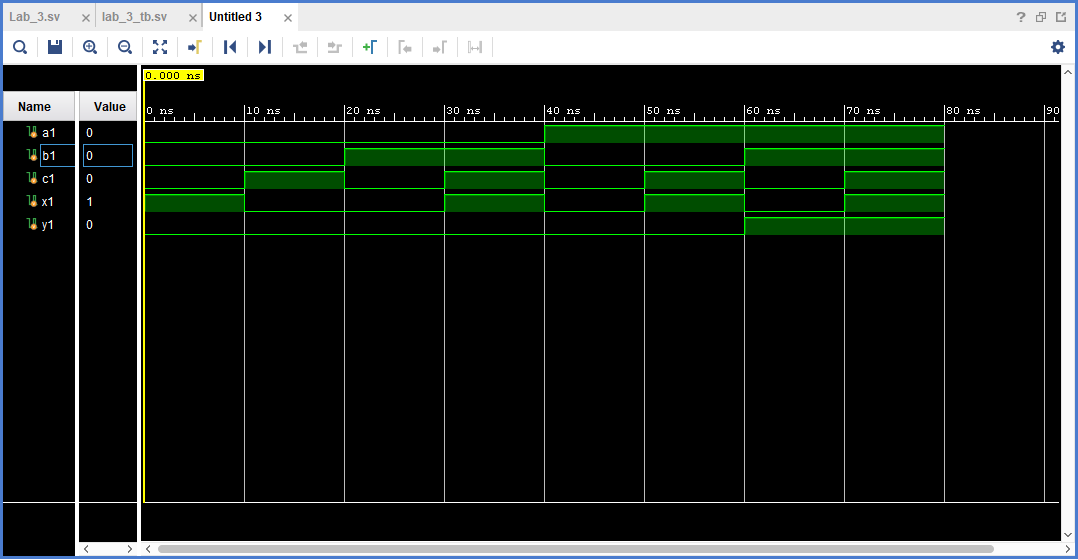 Lab_3.sv lab_3_tb.sv Untitled 3
?
0.000 ns
Name Value 0 ns 10 ns 20 ns 30 ns 40 ns 50 ns 60 ns 70 ns 80 ns 90
a1 0
b1 0
c1 0
x1 1
y1 0